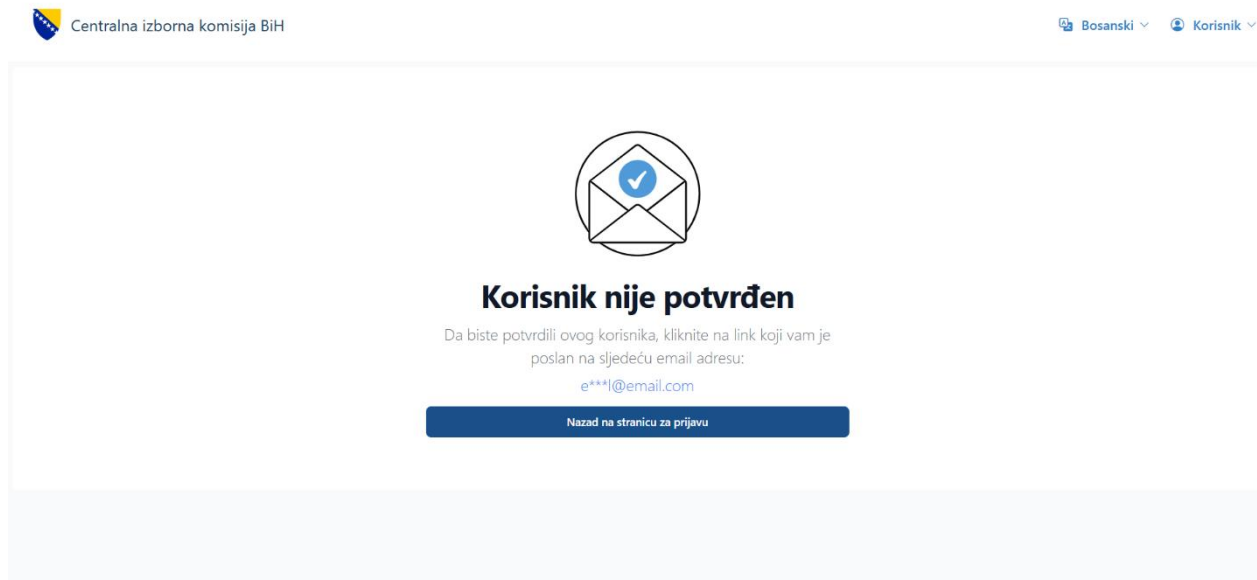 Centralna izborna komisija BiH
Bosanski
Korisnik
Korisnik nije potvrđen
Da biste potvrdili ovog korisnika, kliknite na link koji vam je
poslan na sljedeću email adresu:
e***l@email.com
Nazad na stranicu za prijavu